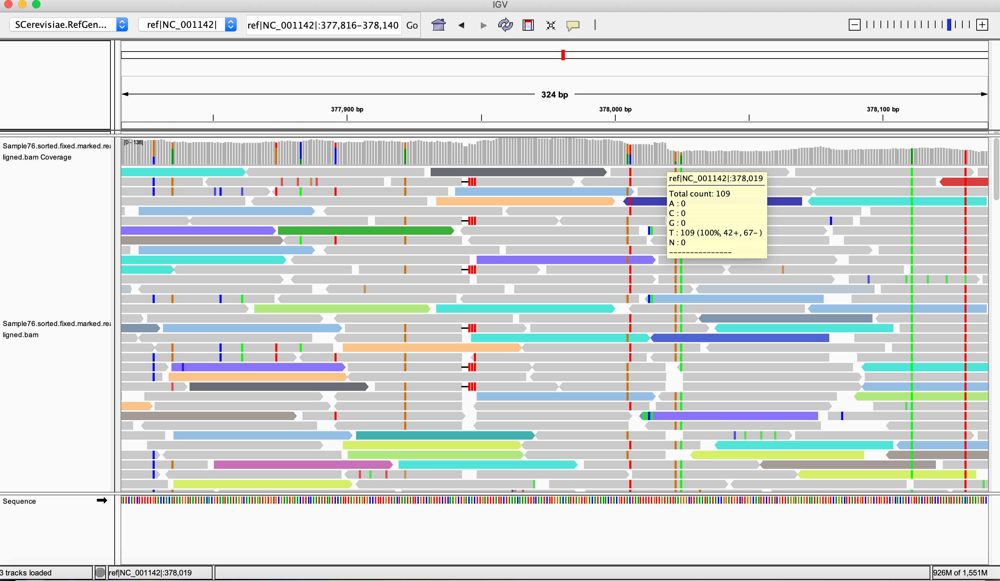 IGV
SCerevisiae.RefGen...
ref|NC_001142|
ref|NC_001142|:377,816-378,140
Go
324 bp
377,900 bp
378,000 bp
378,100 bp
[0 - 138]
Sample76.sorted.fixed.marked.rea
ligned.bam Coverage
ref|NC_001142|:378,019
Total count: 109
A : 0
C : 0
G : 0
T : 109 (100%, 42+, 67- )
N : 0
---------------
Sample76.sorted.fixed.marked.rea
ligned.bam
Sequence
3 tracks loaded
ref|NC_001142|:378,019
926M of 1,551M